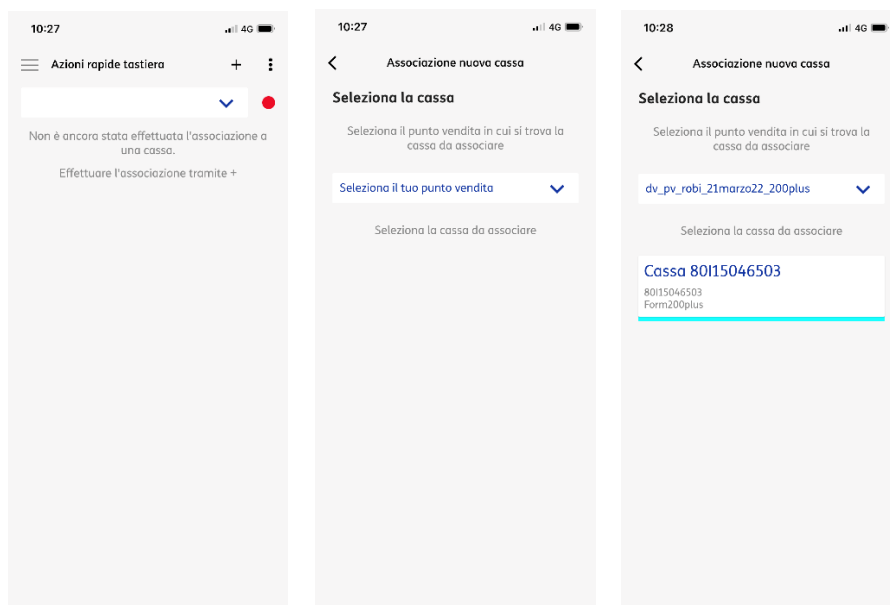 10:27
4G
Azioni rapide tastiera
Non è ancora stata effettuata l'associazione a
una cassa.
Effettuare l'associazione tramite +
10:27
4G
Associazione nuova cassa
Seleziona la cassa
Seleziona il punto vendita in cui si trova la
cassa da associare
Seleziona il tuo punto vendita
Seleziona la cassa da associare
10:28
4G
Associazione nuova cassa
Seleziona la cassa
Seleziona il punto vendita in cui si trova la
cassa da associare
dv_pv_robi_21marzo22_200plus
Seleziona la cassa da associare
Cassa 80I15046503
80I15046503
Form200plus